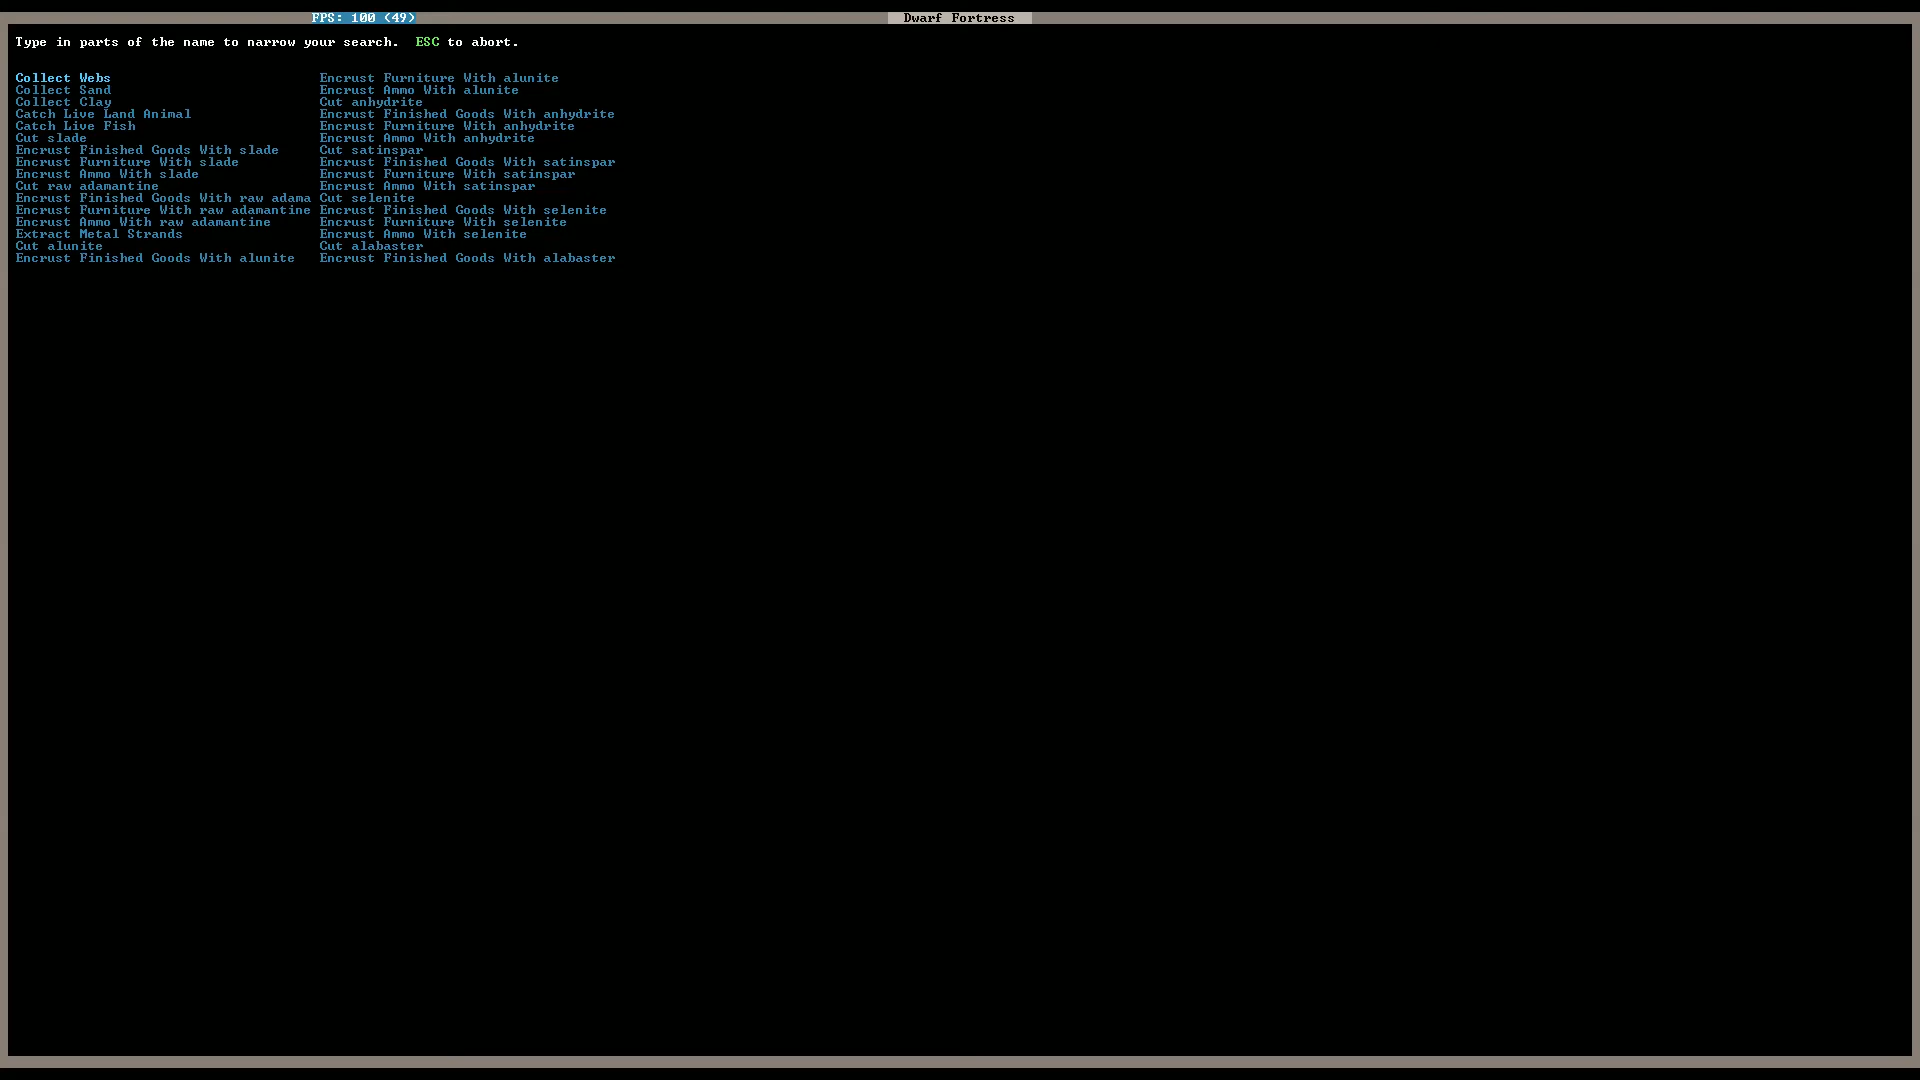 FPS: 100 (49) Dwarf Fortress
Type in parts of the name to narrow your search. ESC to abort.
Collect Webs Encrust Furniture With alunite
Collect Sand Encrust Ammo With alunite
Collect Clay Cut anhydrite
Catch Live Land Animal Encrust Finished Goods With anhydrite
Catch Live Fish Encrust Furniture With anhydrite
Cut slade Encrust Ammo With anhydrite
Encrust Finished Goods With slade Cut satinspar
Encrust Furniture With slade Encrust Finished Goods With satinspar
Encrust Ammo With slade Encrust Furniture With satinspar
Cut raw adamantine Encrust Ammo With satinspar
Encrust Finished Goods With raw adama Cut selenite
Encrust Furniture With raw adamantine Encrust Finished Goods With selenite
Encrust Ammo With raw adamantine Encrust Furniture With selenite
Extract Metal Strands Encrust Ammo With selenite
Cut alunite Cut alabaster
Encrust Finished Goods With alunite Encrust Finished Goods With alabaster